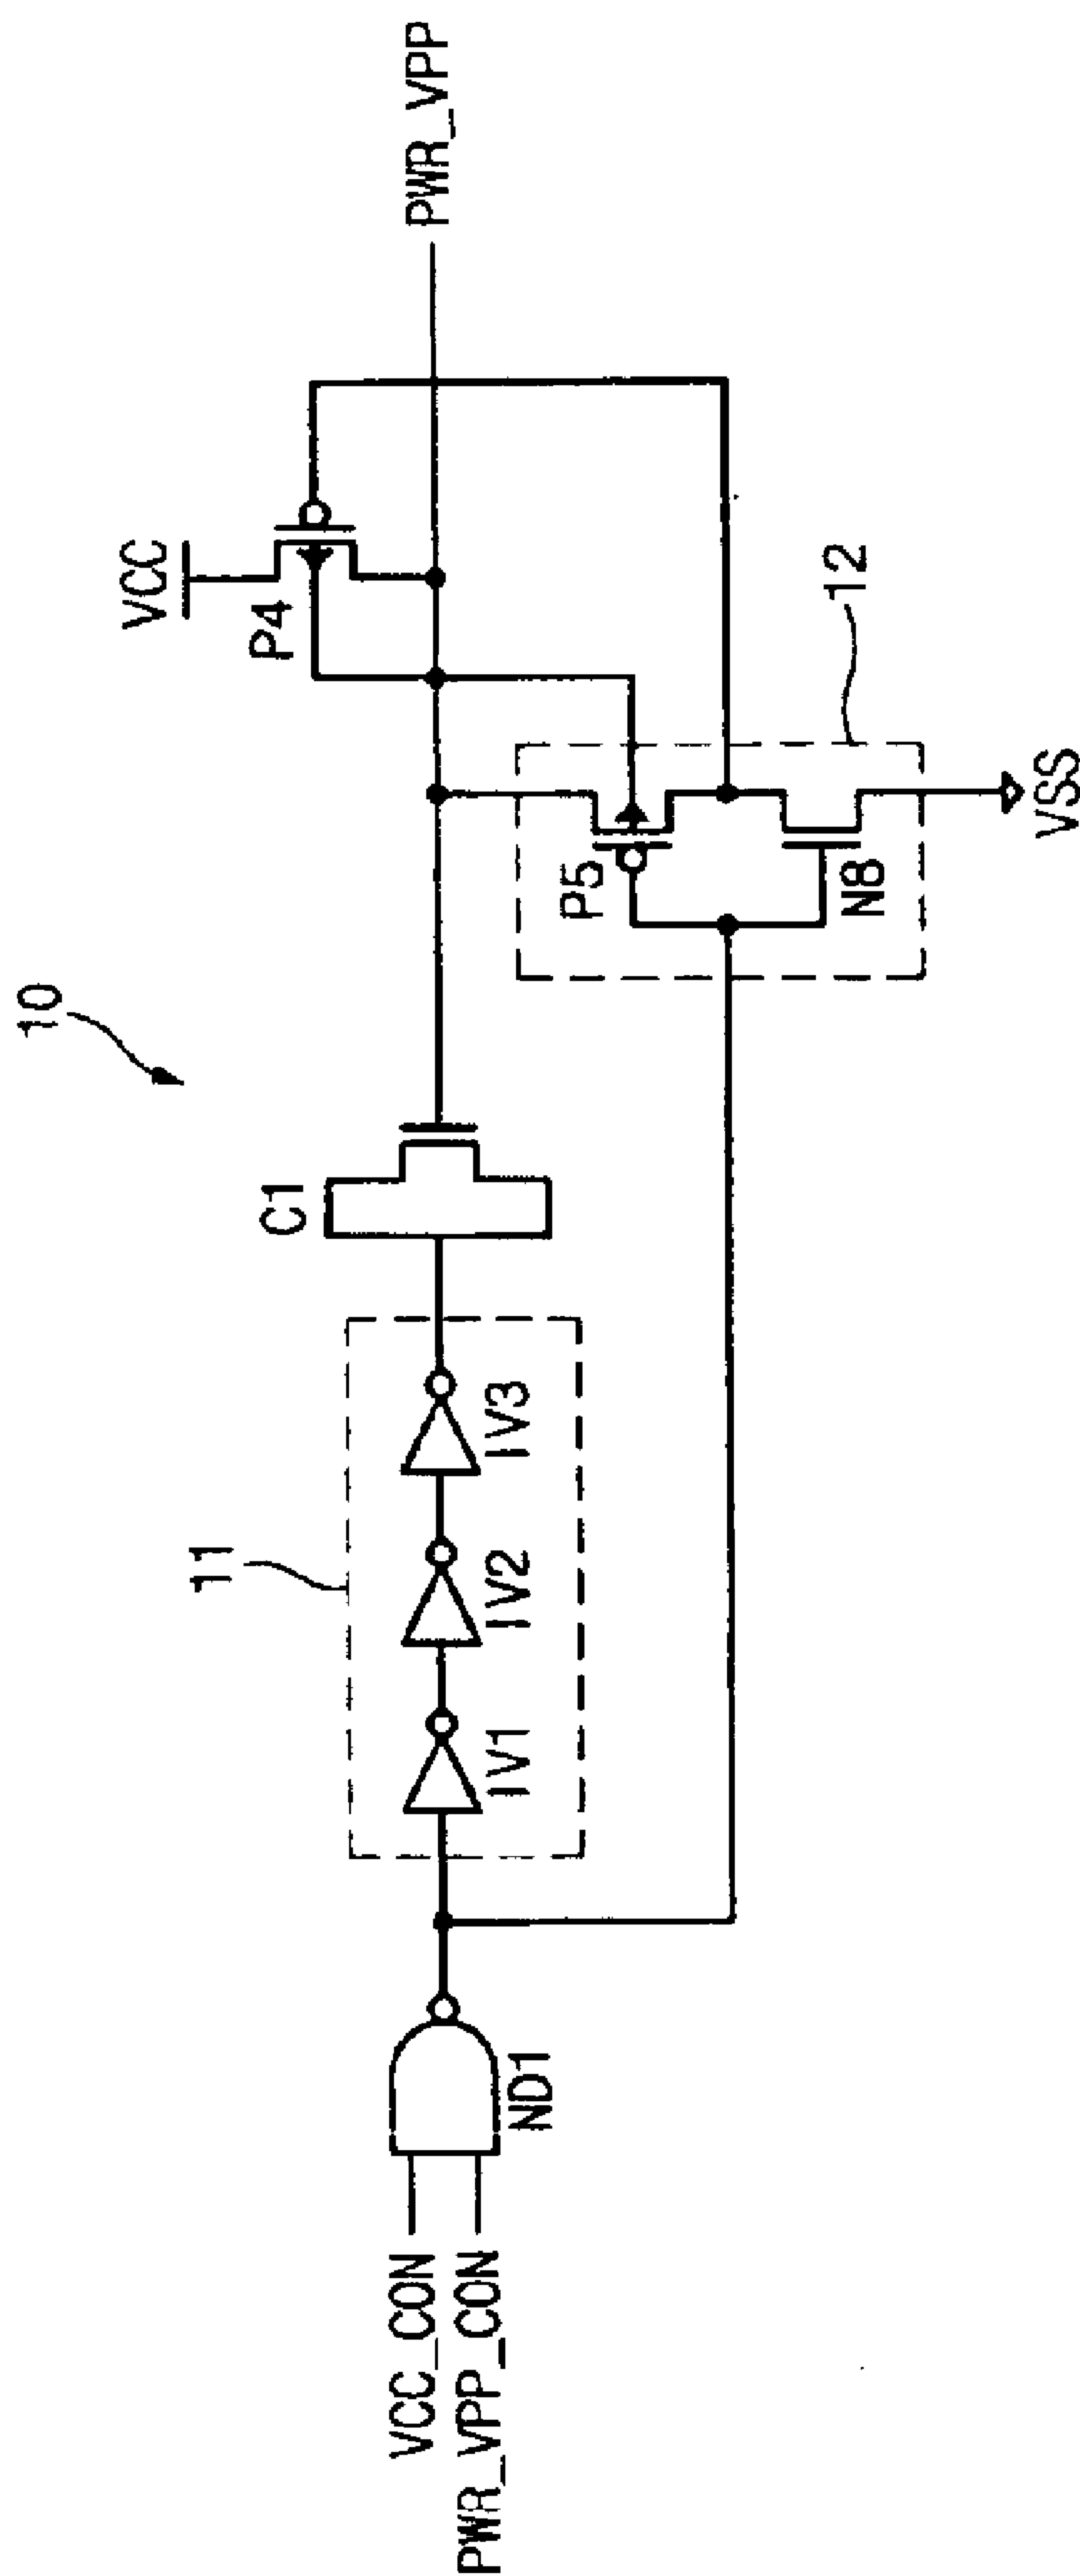 10
VCC
PWR_VPP
P4
C1
11
IV1
IV2
IV3
VCC_CON
PWR_VPP_CON
ND1
P5
N8
12
VSS